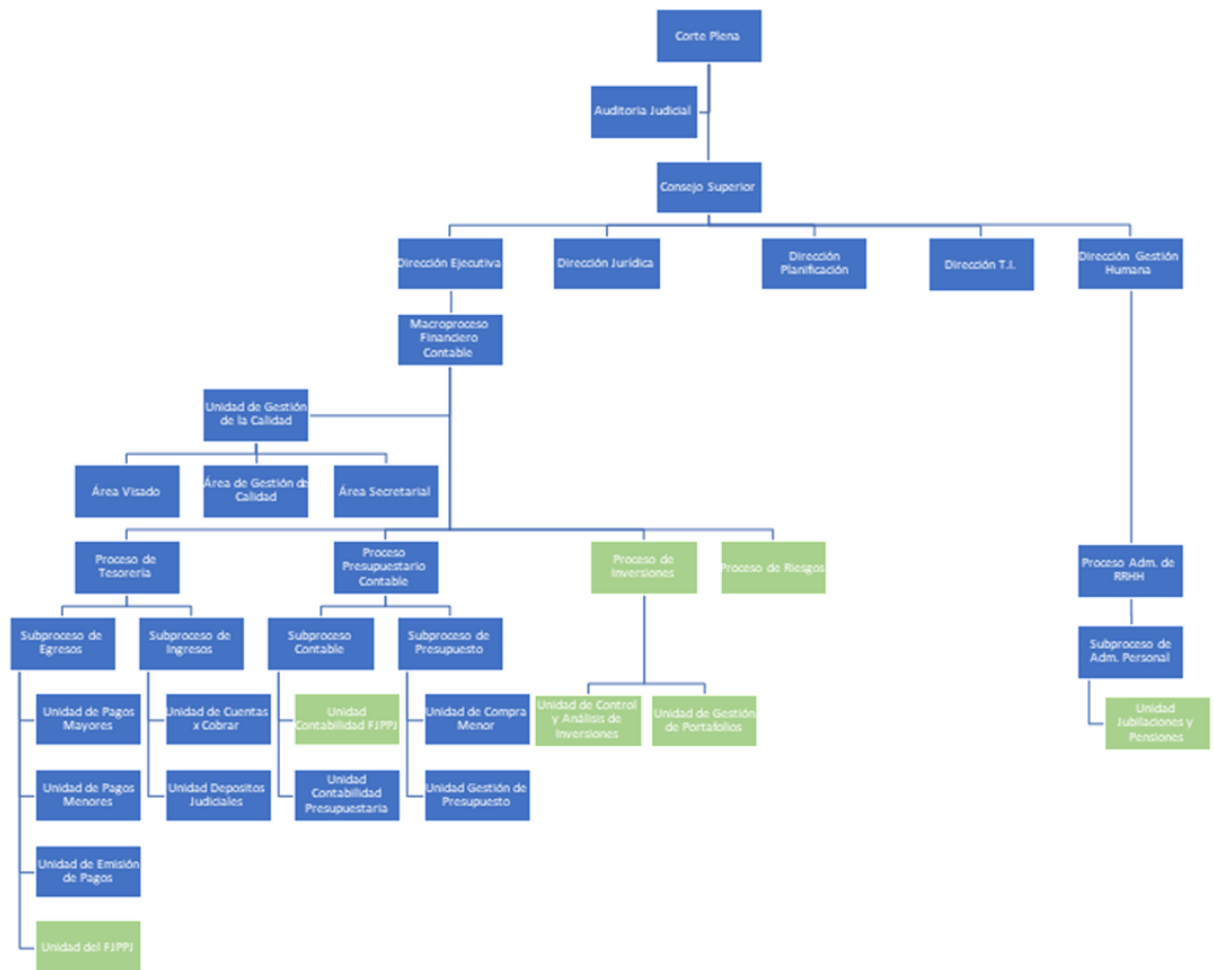 Corte Plena
Auditoria Judicial
Consejo Superior
Dirección Ejecutiva
Dirección Jurídica
Dirección
Planificación
Dirección T.I.
Dirección Gestión
Humana
Macroproceso
Financiero
Contable
Unidad de Gestión
de la Calidad
Área Visado
Área de Gestión de
Calidad
Área Secretarial
Proceso de
Tesorería
Proceso
Presupuestario
Contable
Proceso de
Inversiones
Proceso de Riesgos
Proceso Adm. de
RRHH
Subproceso de
Egresos
Subproceso de
Ingresos
Subproceso
Contable
Subproceso de
Presupuesto
Subproceso de
Adm. Personal
Unidad de Pagos
Mayores
Unidad de Cuentas
x Cobrar
Unidad
Contabilidad FJPPJ
Unidad de Compra
Menor
Unidad de Control
y Análisis de
Inversiones
Unidad de Gestión
de Portafolios
Unidad
Jubilaciones y
Pensiones
Unidad de Pagos
Menores
Unidad Depositos
Judiciales
Unidad
Contabilidad
Presupuestaria
Unidad Gestión de
Presupuesto
Unidad de Emisión
de Pagos
Unidad del FJPPJ